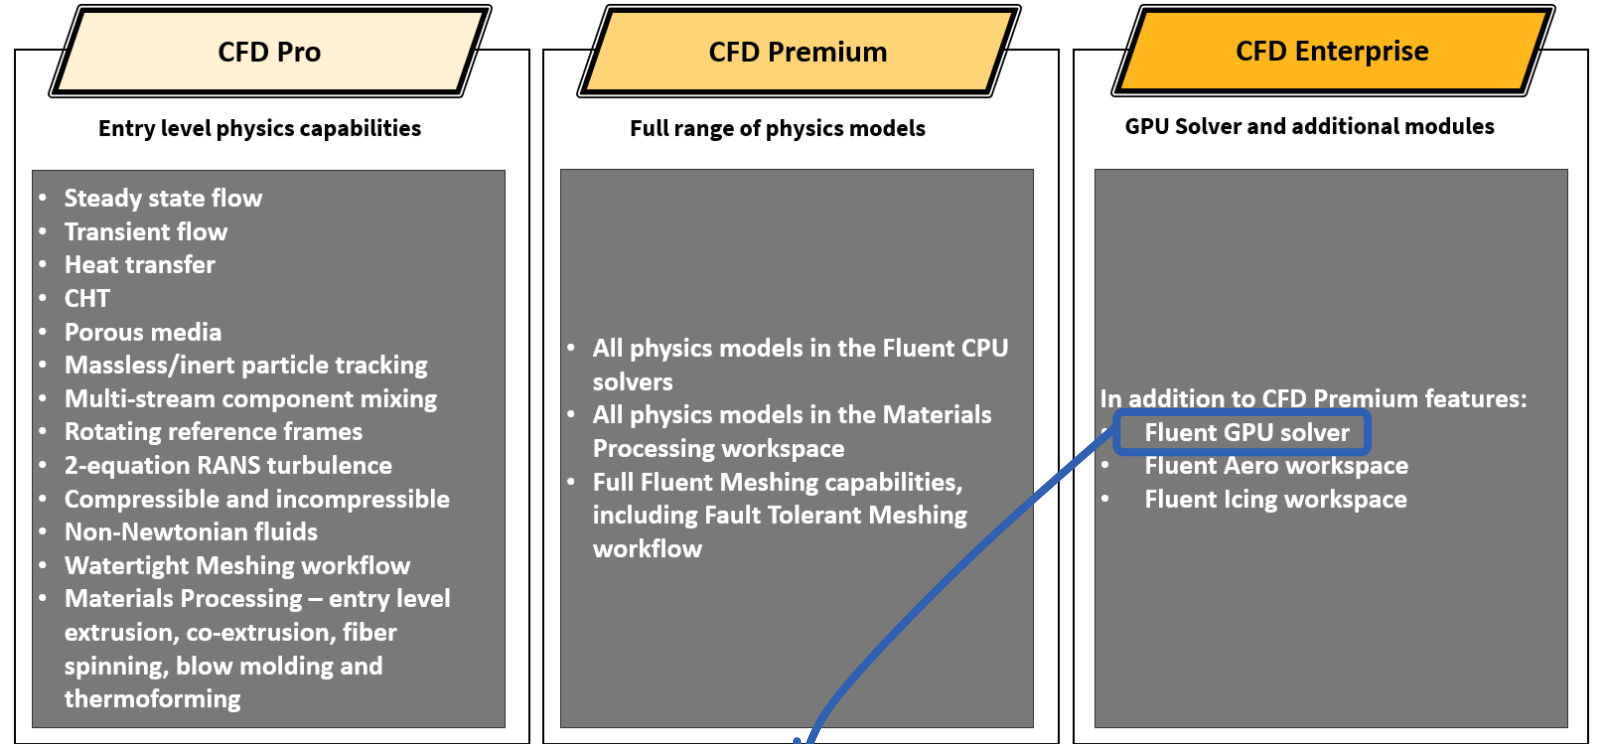 CFD Pro
Entry level physics capabilities
• Steady state flow
• Transient flow
• Heat transfer
• CHT
• Porous media
• Massless/inert particle tracking
• Multi-stream component mixing
• Rotating reference frames
• 2-equation RANS turbulence
• Compressible and incompressible
• Non-Newtonian fluids
• Watertight Meshing workflow
• Materials Processing – entry level
extrusion, co-extrusion, fiber
spinning, blow molding and
thermoforming
CFD Premium
Full range of physics models
• All physics models in the Fluent CPU
solvers
• All physics models in the Materials
Processing workspace
• Full Fluent Meshing capabilities,
including Fault Tolerant Meshing
workflow
CFD Enterprise
GPU Solver and additional modules
In addition to CFD Premium features:
• Fluent GPU solver
• Fluent Aero workspace
• Fluent Icing workspace